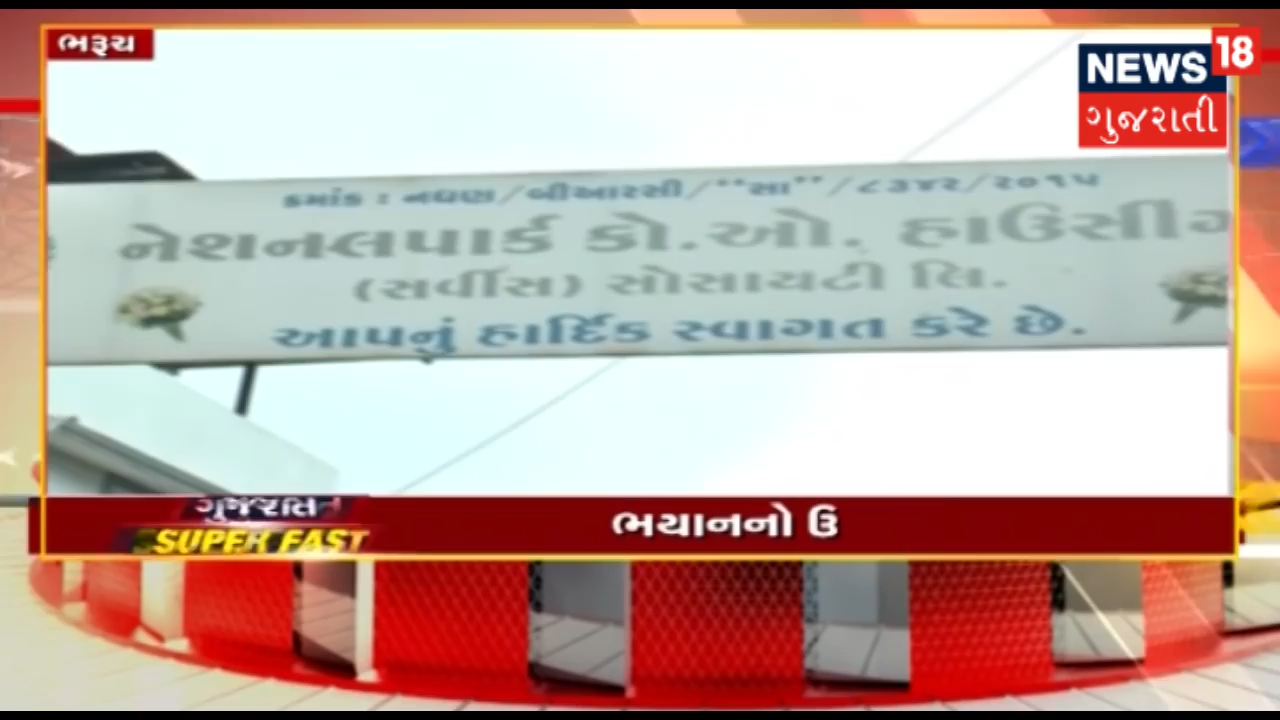 ભરૂચ
NEWS 18
ગુજરાતી
ક્રમાંક : નધણ/બીઆરસી/"સા"/૮૩૪૨/૨૦૧૫
નેશનલપાર્ક કો.ઓ. હાઉસીંગ
(સર્વીસ) સોસાયટી લિ.
આપનું હાર્દિક સ્વાગત કરે છે.
ગુજરાત
SUPER FAST
ભયાનનો ઉ